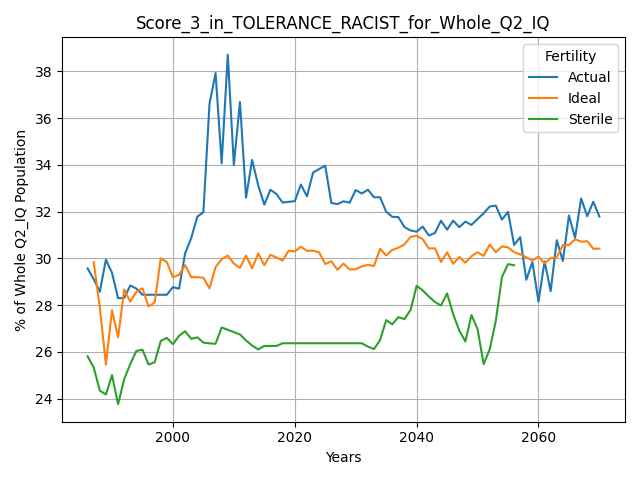 Score_3_in_TOLERANCE_RACIST_for_Whole_Q2_IQ
% of Whole Q2_IQ Population
38
36
34
32
30
28
26
24
Fertility
Actual
Ideal
Sterile
2000 2020 2040 2060
Years